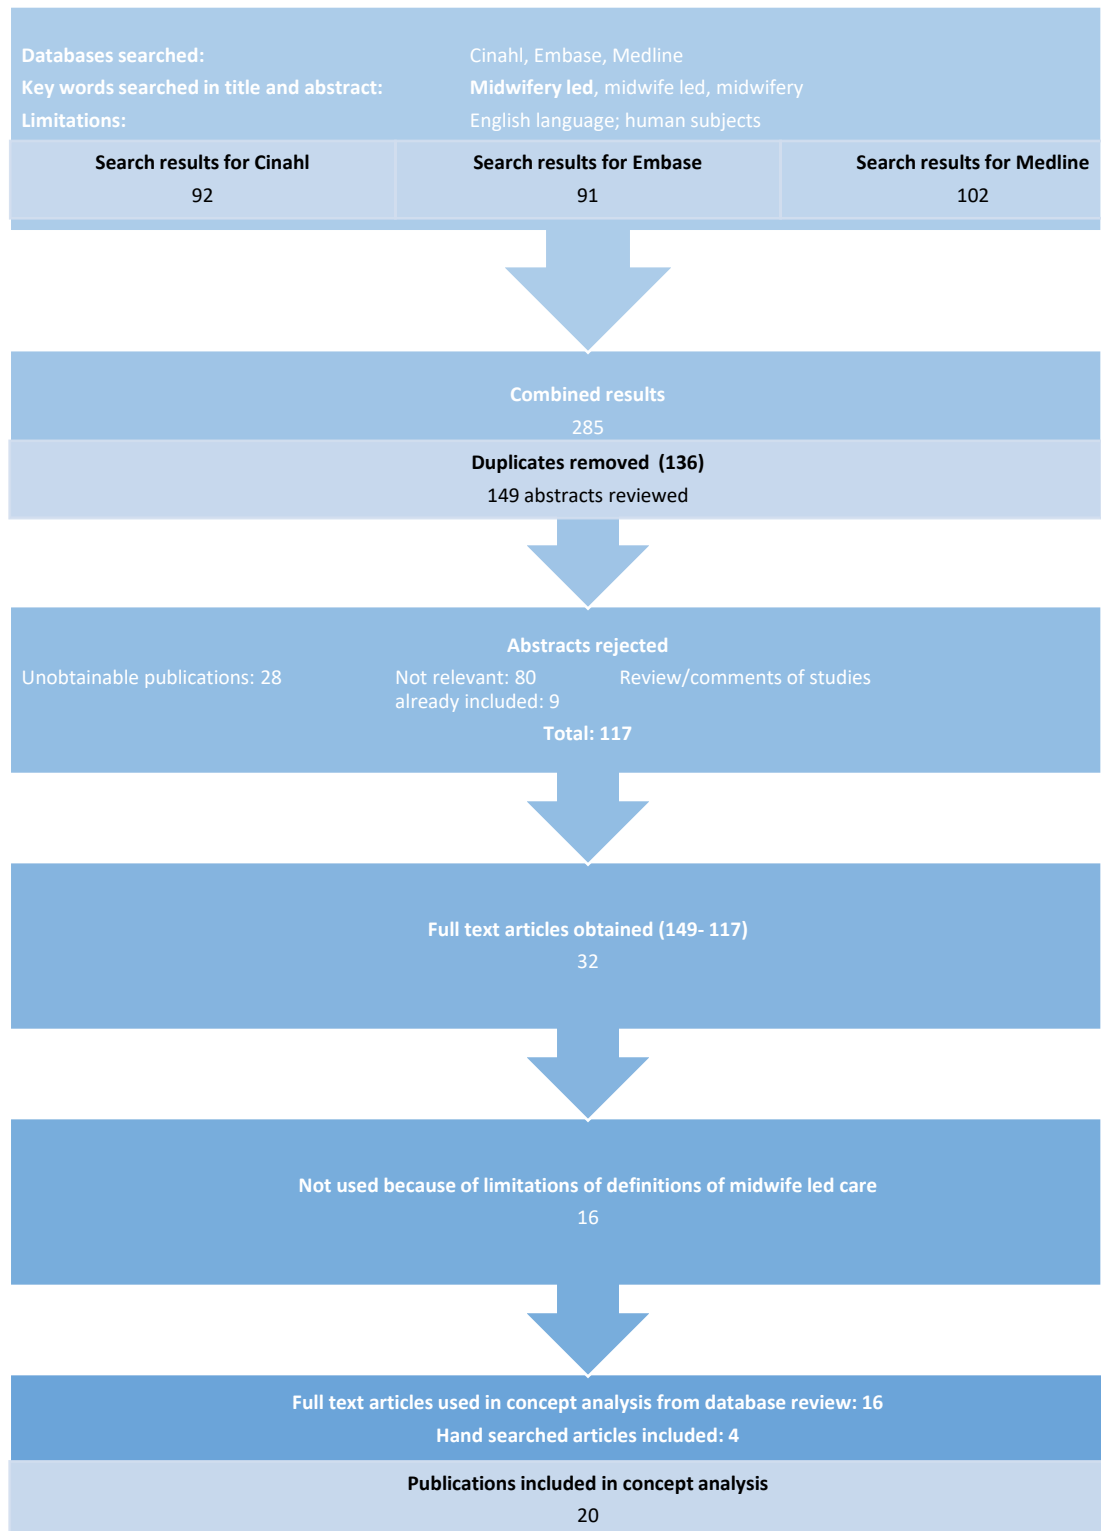 Databases searched: Cinahl, Embase, Medline
Key words searched in title and abstract: Midwifery led, midwife led, midwifery
Limitations: English language; human subjects
Search results for Cinahl
92
Search results for Embase
91
Search results for Medline
102
Combined results
285
Duplicates removed (136)
149 abstracts reviewed
Abstracts rejected
Unobtainable publications: 28 Not relevant: 80 Review/comments of studies
already included: 9
Total: 117
Full text articles obtained (149- 117)
32
Not used because of limitations of definitions of midwife led care
16
Full text articles used in concept analysis from database review: 16
Hand searched articles included: 4
Publications included in concept analysis
20